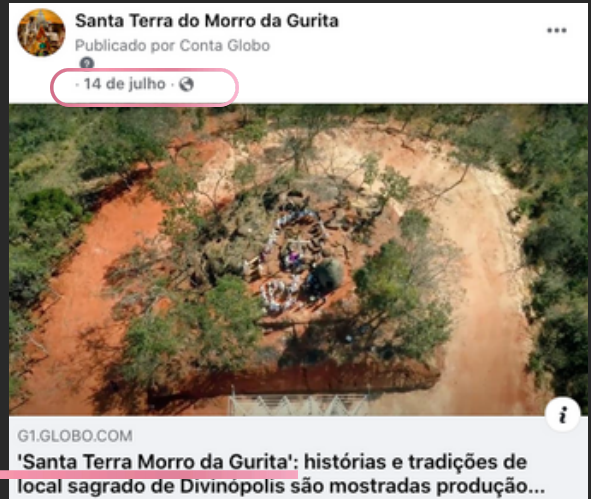 Santa Terra do Morro da Gurita
Publicado por Conta Globo
?
· 14 de julho ·
G1.GLOBO.COM
'Santa Terra Morro da Gurita': histórias e tradições de
local sagrado de Divinópolis são mostradas produção...